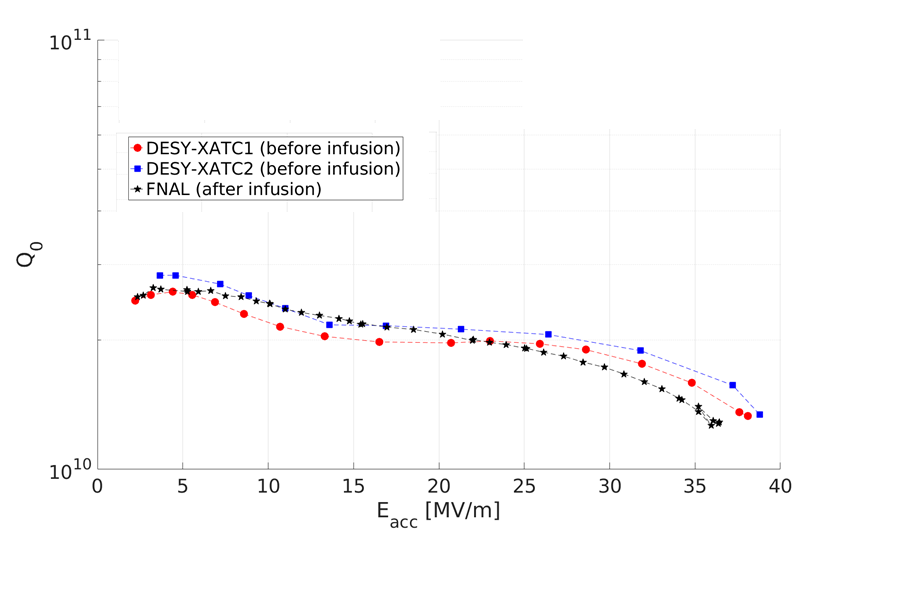 10^11
DESY-XATC1 (before infusion)
DESY-XATC2 (before infusion)
FNAL (after infusion)
Q_0
10^10
0 5 10 15 20 25 30 35 40
E_acc [MV/m]